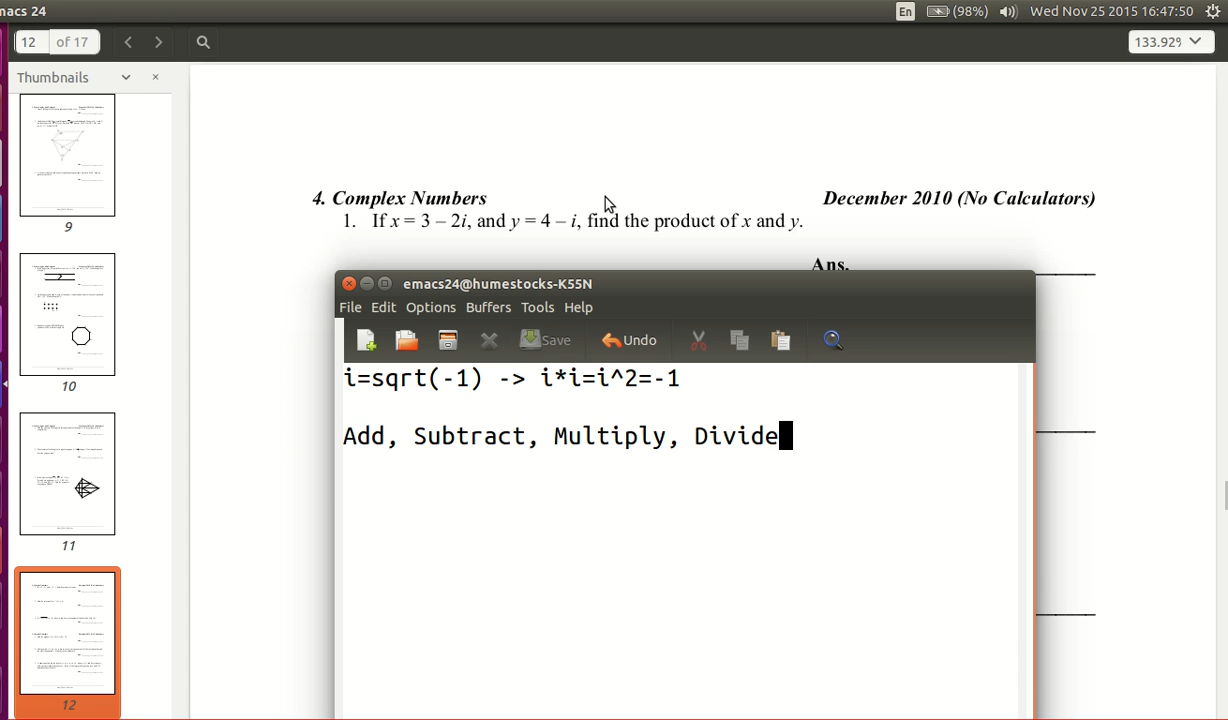 macs 24
En (98%) Wed Nov 25 2015 16:47:50
12 of 17
133.92%
Thumbnails
9
10
11
12
4. Complex Numbers December 2010 (No Calculators)
1. If x = 3 – 2i, and y = 4 – i, find the product of x and y.
Ans.
emacs24@humestocks-K55N
File Edit Options Buffers Tools Help
Save Undo
i=sqrt(-1) -> i*i=i^2=-1
Add, Subtract, Multiply, Divide